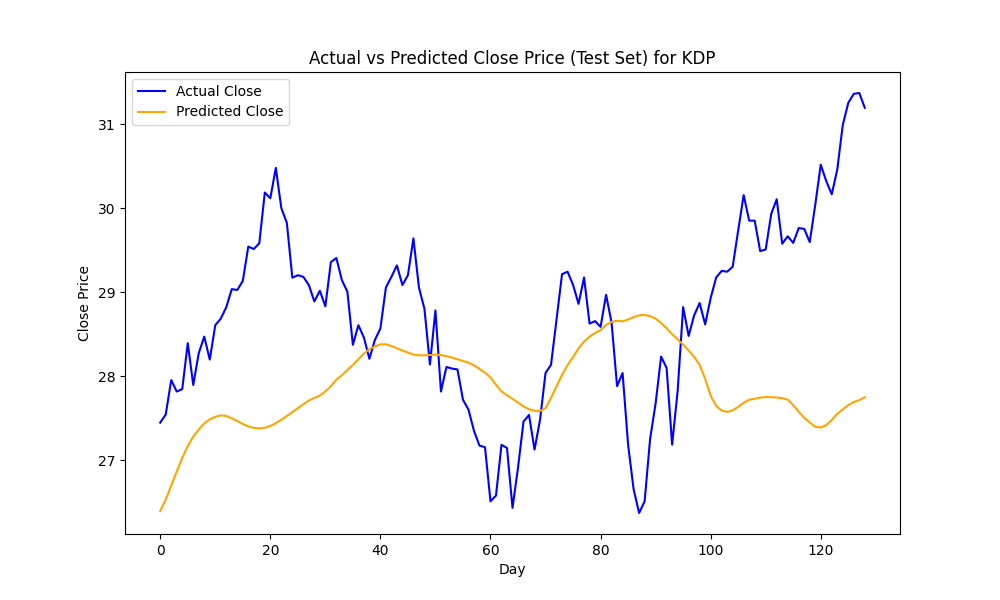 Actual vs Predicted Close Price (Test Set) for KDP
Actual Close
Predicted Close
Close Price
31
30
29
28
27
0 20 40 60 80 100 120
Day